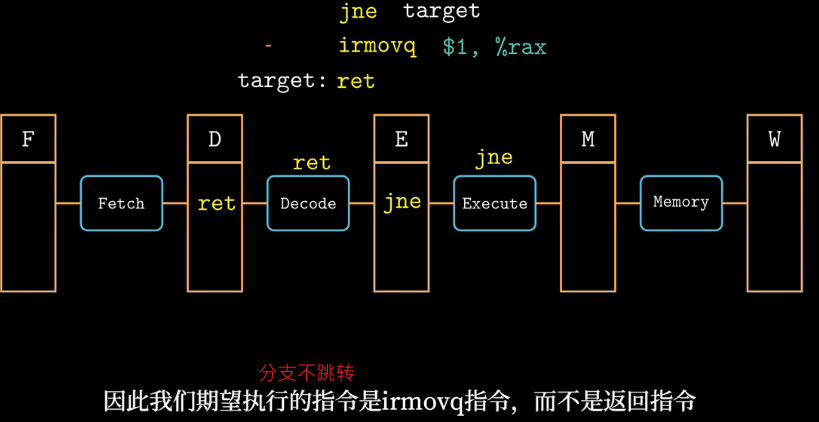 jne target
irmovq $1, %rax
target: ret
F D E M W
ret jne
Fetch ret Decode jne Execute Memory
分支不跳转
因此我们期望执行的指令是irmovq指令，而不是返回指令